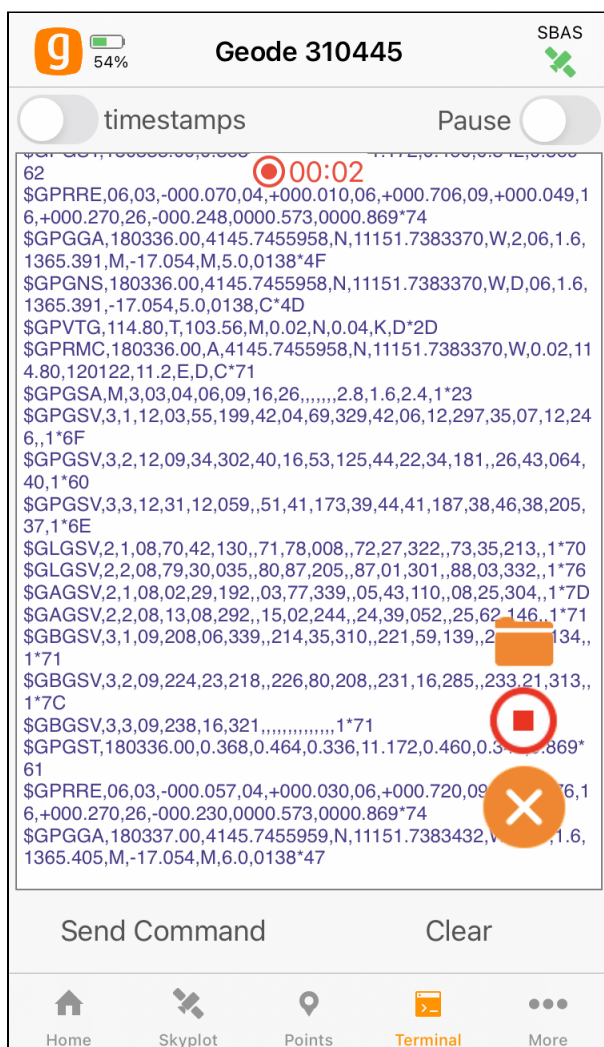 g
54%
Geode 310445
SBAS
timestamps
Pause
00:02
62
$GPRRE,06,03,-000.070,04,+000.010,06,+000.706,09,+000.049,1
6,+000.270,26,-000.248,0000.573,0000.869*74
$GPGGA,180336.00,4145.7455958,N,11151.7383370,W,2,06,1.6,
1365.391,M,-17.054,M,5.0,0138*4F
$GPGNS,180336.00,4145.7455958,N,11151.7383370,W,D,06,1.6,
1365.391,-17.054,5.0,0138,C*4D
$GPVTG,114.80,T,103.56,M,0.02,N,0.04,K,D*2D
$GPRMC,180336.00,A,4145.7455958,N,11151.7383370,W,0.02,11
4.80,120122,11.2,E,D,C*71
$GPGSA,M,3,03,04,06,09,16,26,,,,,,,2.8,1.6,2.4,1*23
$GPGSV,3,1,12,03,55,199,42,04,69,329,42,06,12,297,35,07,12,24
6,,1*6F
$GPGSV,3,2,12,09,34,302,40,16,53,125,44,22,34,181,,26,43,064,
40,1*60
$GPGSV,3,3,12,31,12,059,,51,41,173,39,44,41,187,38,46,38,205,
37,1*6E
$GLGSV,2,1,08,70,42,130,,71,78,008,,72,27,322,,73,35,213,,1*70
$GLGSV,2,2,08,79,30,035,,80,87,205,,87,01,301,,88,03,332,,1*76
$GAGSV,2,1,08,02,29,192,,03,77,339,,05,43,110,,08,25,304,,1*7D
$GAGSV,2,2,08,13,08,292,,15,02,244,,24,39,052,,25,62,146,,1*71
$GBGSV,3,1,09,208,06,339,,214,35,310,,221,59,139,,2 134,,
1*71
$GBGSV,3,2,09,224,23,218,,226,80,208,,231,16,285,,233,21,313,,
1*7C
$GBGSV,3,3,09,238,16,321,,,,,,,,,,,,,1*71
$GPGST,180336.00,0.368,0.464,0.336,11.172,0.460,0.3 .869*
61
$GPRRE,06,03,-000.057,04,+000.030,06,+000.720,09 76,1
6,+000.270,26,-000.230,0000.573,0000.869*74
$GPGGA,180337.00,4145.7455959,N,11151.7383432, 1.6,
1365.405,M,-17.054,M,6.0,0138*47
Send Command
Clear
Home
Skyplot
Points
Terminal
More